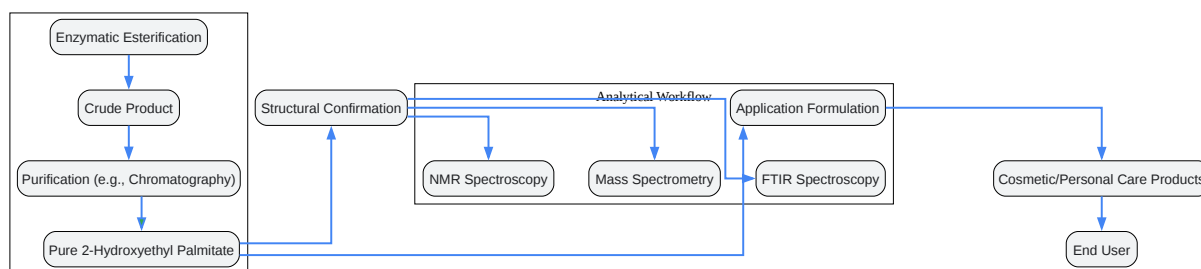 Enzymatic Esterification
Crude Product
Purification (e.g., Chromatography)
Pure 2-Hydroxyethyl Palmitate
Structural Confirmation
Analytical Workflow
NMR Spectroscopy
Mass Spectrometry
FTIR Spectroscopy
Application Formulation
Cosmetic/Personal Care Products
End User